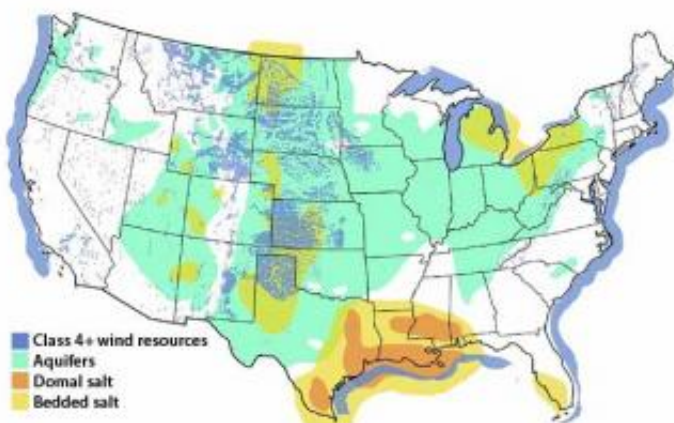 Class 4+ wind resources
Aquifers
Domal salt
Bedded salt